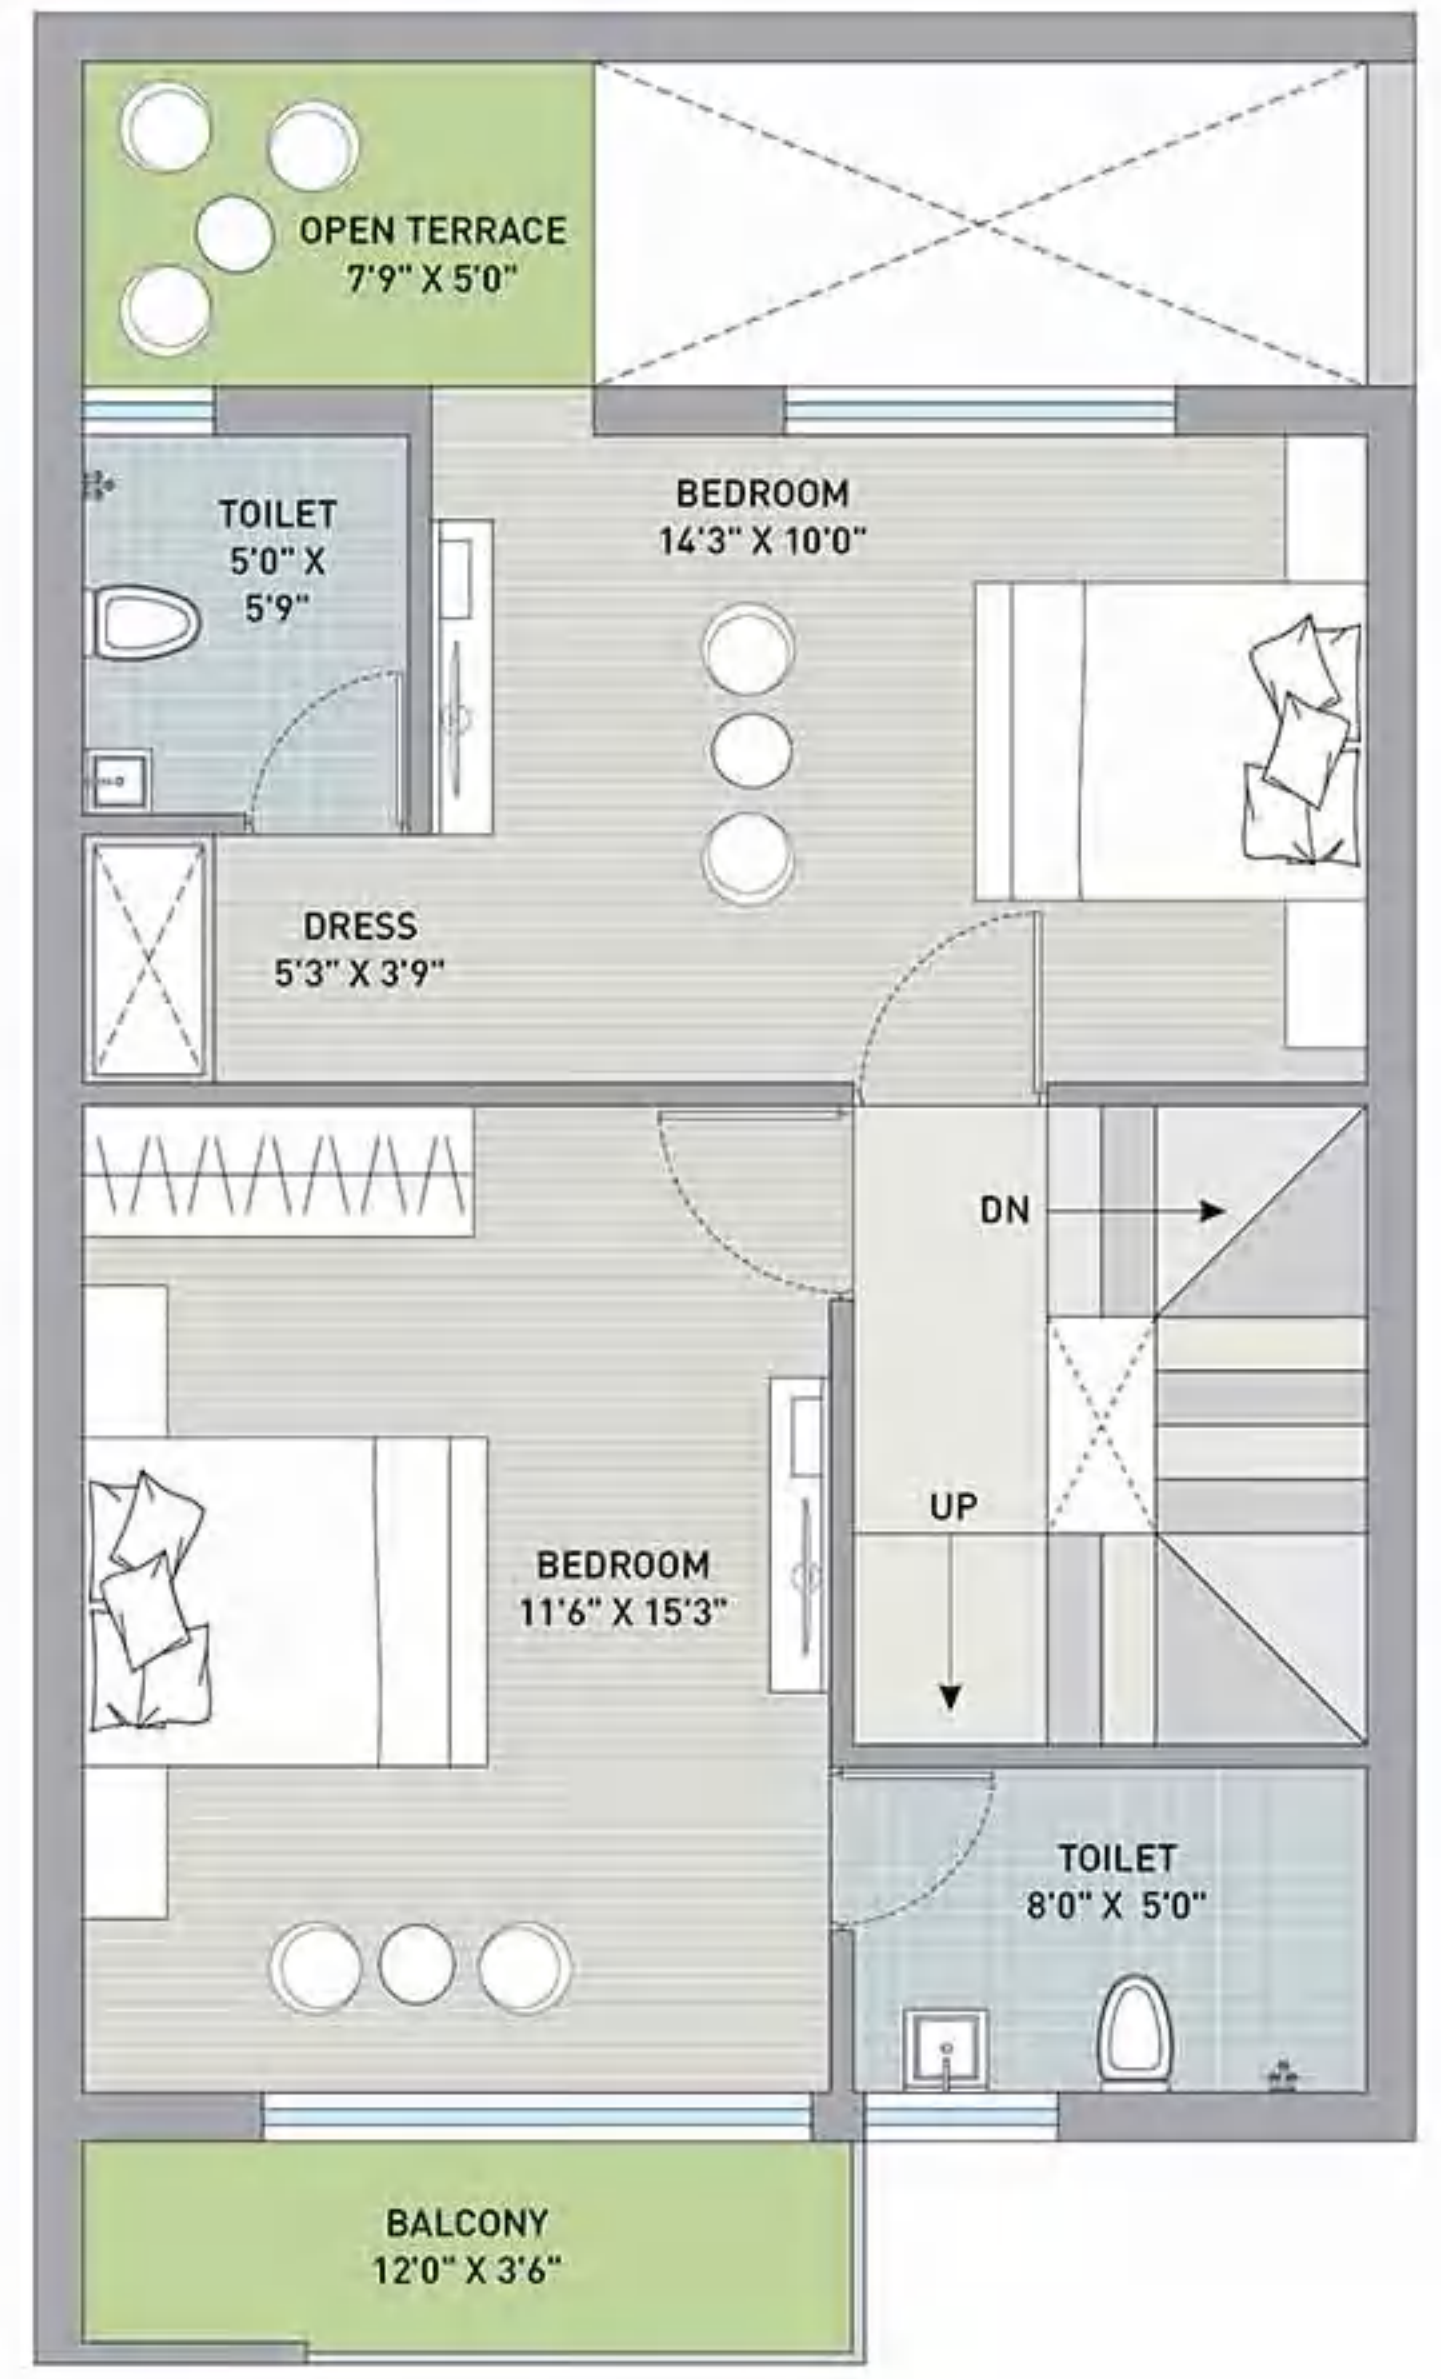 OPEN TERRACE
7'9" X 5'0"
TOILET
5'0" X
5'9"
BEDROOM
14'3" X 10'0"
DRESS
5'3" X 3'9"
DN
UP
BEDROOM
11'6" X 15'3"
TOILET
8'0" X 5'0"
BALCONY
12'0" X 3'6"